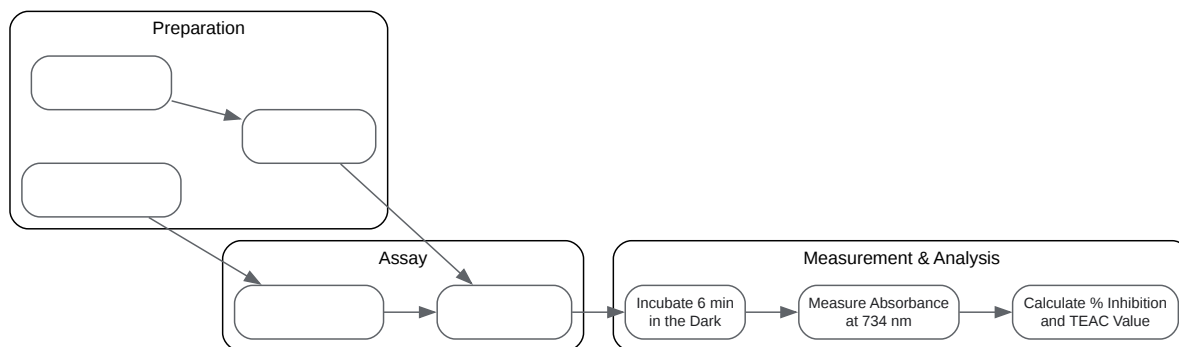 Preparation
Assay
Measurement & Analysis
Incubate 6 min
in the Dark
Measure Absorbance
at 734 nm
Calculate % Inhibition
and TEAC Value